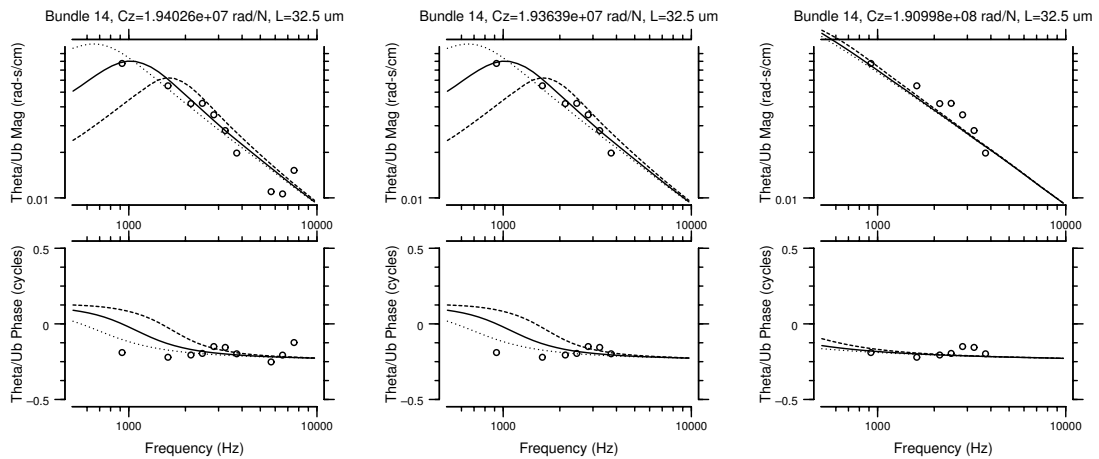 Bundle 14, Cz=1.94026e+07 rad/N, L=32.5 um
Theta/Ub Mag (rad-s/cm)
0.01
1000
10000
Theta/Ub Phase (cycles)
0.5
0
−0.5
1000
10000
Frequency (Hz)
Bundle 14, Cz=1.93639e+07 rad/N, L=32.5 um
Theta/Ub Mag (rad-s/cm)
0.01
1000
10000
Theta/Ub Phase (cycles)
0.5
0
−0.5
1000
10000
Frequency (Hz)
Bundle 14, Cz=1.90998e+08 rad/N, L=32.5 um
Theta/Ub Mag (rad-s/cm)
0.01
1000
10000
Theta/Ub Phase (cycles)
0.5
0
−0.5
1000
10000
Frequency (Hz)